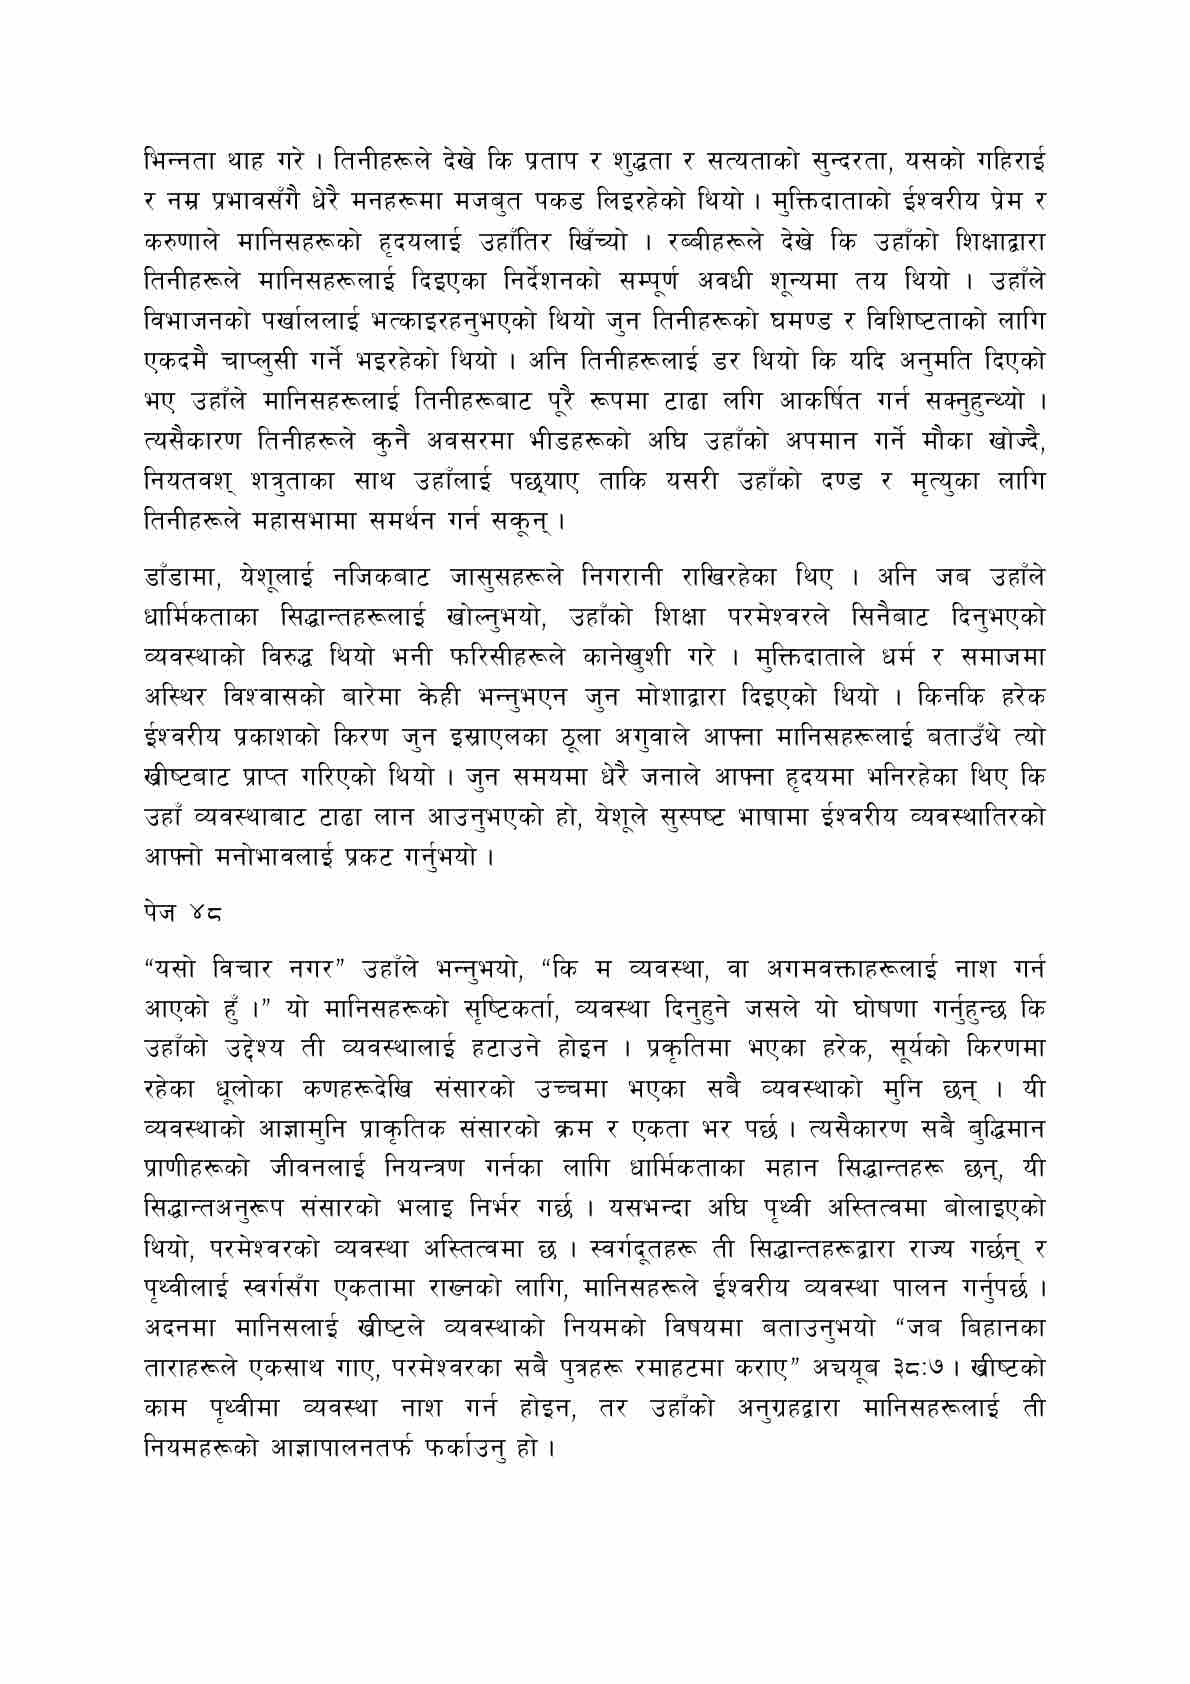 भिन्नता थाह गरे । तिनीहरूले देखे कि प्रताप र शुद्धता र सत्यताको सुन्दरता, यसको गहिराई
र नम्र प्रभावसँगै धेरै मनहरूमा मजबुत पकड लिइरहेको थियो । मुक्तिदाताको ईश्वरीय प्रेम र
करुणाले मानिसहरूको हृदयलाई उहाँतिर खिँच्यो । रब्बीहरूले देखे कि उहाँको शिक्षाद्वारा
तिनीहरूले मानिसहरूलाई दिइएका निर्देशनको सम्पूर्ण अवधी शून्यमा तय थियो । उहाँले
विभाजनको पर्खाललाई भत्काइरहनुभएको थियो जुन तिनीहरूको घमण्ड र विशिष्टताको लागि
एकदमै चाप्लुसी गर्ने भइरहेको थियो । अनि तिनीहरूलाई डर थियो कि यदि अनुमति दिएको
भए उहाँले मानिसहरूलाई तिनीहरूबाट पूरै रूपमा टाढा लगि आकर्षित गर्न सक्नुहुन्थ्यो ।
त्यसैकारण तिनीहरूले कुनै अवसरमा भीडहरूको अघि उहाँको अपमान गर्ने मौका खोज्दै,
नियतवश् शत्रुताका साथ उहाँलाई पछ्याए ताकि यसरी उहाँको दण्ड र मृत्युका लागि
तिनीहरूले महासभामा समर्थन गर्न सकून् ।
डाँडामा, येशूलाई नजिकबाट जासुसहरूले निगरानी राखिरहेका थिए । अनि जब उहाँले
धार्मिकताका सिद्धान्तहरूलाई खोल्नुभयो, उहाँको शिक्षा परमेश्वरले सिनैबाट दिनुभएको
व्यवस्थाको विरुद्ध थियो भनी फरिसीहरूले कानेखुशी गरे । मुक्तिदाताले धर्म र समाजमा
अस्थिर विश्वासको बारेमा केही भन्नुभएन जुन मोशाद्वारा दिइएको थियो । किनकि हरेक
ईश्वरीय प्रकाशको किरण जुन इस्राएलका ठूला अगुवाले आफ्ना मानिसहरूलाई बताउँथे त्यो
ख्रीष्टबाट प्राप्त गरिएको थियो । जुन समयमा धेरै जनाले आफ्ना हृदयमा भनिरहेका थिए कि
उहाँ व्यवस्थाबाट टाढा लान आउनुभएको हो, येशूले सुस्पष्ट भाषामा ईश्वरीय व्यवस्थातिरको
आफ्नो मनोभावलाई प्रकट गर्नुभयो ।
पेज ४८
“यसो विचार नगर” उहाँले भन्नुभयो, “कि म व्यवस्था, वा अगमवक्ताहरूलाई नाश गर्न
आएको हुँ ।” यो मानिसहरूको सृष्टिकर्ता, व्यवस्था दिनुहुने जसले यो घोषणा गर्नुहुन्छ कि
उहाँको उद्देश्य ती व्यवस्थालाई हटाउने होइन । प्रकृतिमा भएका हरेक, सूर्यको किरणमा
रहेका धूलोका कणहरूदेखि संसारको उच्चमा भएका सबै व्यवस्थाको मुनि छन् । यी
व्यवस्थाको आज्ञामुनि प्राकृतिक संसारको क्रम र एकता भर पर्छ । त्यसैकारण सबै बुद्धिमान
प्राणीहरूको जीवनलाई नियन्त्रण गर्नका लागि धार्मिकताका महान सिद्धान्तहरू छन्, यी
सिद्धान्तअनुरूप संसारको भलाइ निर्भर गर्छ । यसभन्दा अघि पृथ्वी अस्तित्वमा बोलाइएको
थियो, परमेश्वरको व्यवस्था अस्तित्वमा छ । स्वर्गदूतहरू ती सिद्धान्तहरूद्वारा राज्य गर्छन् र
पृथ्वीलाई स्वर्गसँग एकतामा राख्नको लागि, मानिसहरूले ईश्वरीय व्यवस्था पालन गर्नुपर्छ ।
अदनमा मानिसलाई ख्रीष्टले व्यवस्थाको नियमको विषयमा बताउनुभयो “जब बिहानका
ताराहरूले एकसाथ गाए, परमेश्वरका सबै पुत्रहरू रमाहटमा कराए” अय्यूब ३८:७ । ख्रीष्टको
काम पृथ्वीमा व्यवस्था नाश गर्न होइन, तर उहाँको अनुग्रहद्वारा मानिसहरूलाई ती
नियमहरूको आज्ञापालनतर्फ फर्काउनु हो ।